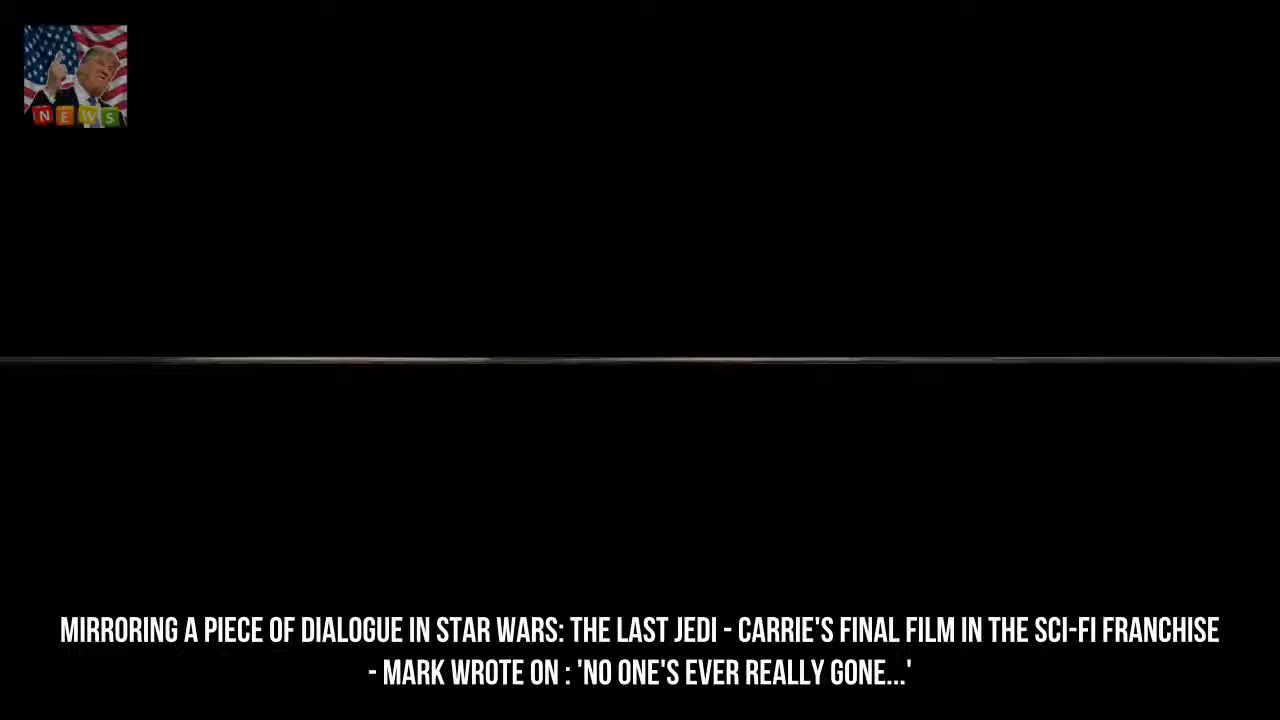 NEWS
MIRRORING A PIECE OF DIALOGUE IN STAR WARS: THE LAST JEDI - CARRIE'S FINAL FILM IN THE SCI-FI FRANCHISE
- MARK WROTE ON : 'NO ONE'S EVER REALLY GONE...'